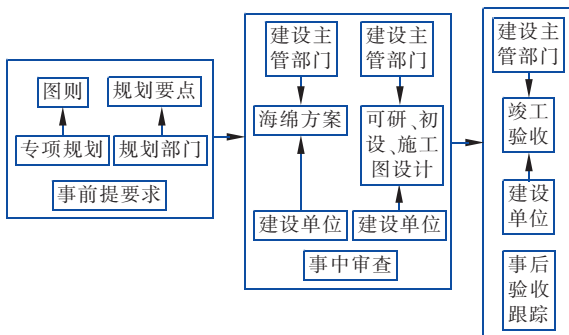 图则
规划要点
专项规划
规划部门
事前提要求
建设主
管部门
建设主
管部门
海绵方案
可研、初
设、施工
图设计
建设单位
建设单位
事中审查
建设主
管部门
竣工
验收
建设
单位
事后
验收
跟踪